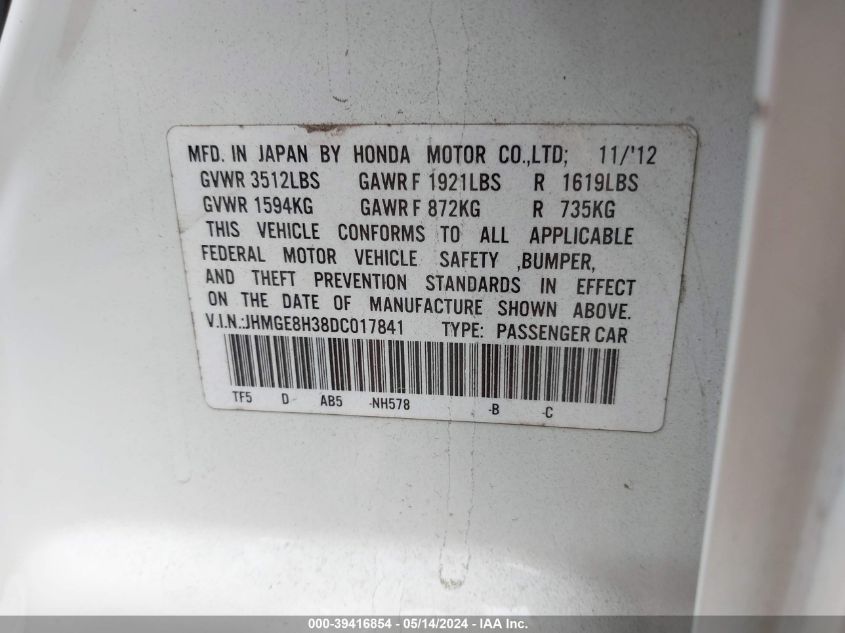 MFD. IN JAPAN BY HONDA MOTOR CO.,LTD; 11/'12
GVWR 3512LBS GAWR F 1921LBS R 1619LBS
GVWR 1594KG GAWR F 872KG R 735KG
THIS VEHICLE CONFORMS TO ALL APPLICABLE
FEDERAL MOTOR VEHICLE SAFETY ,BUMPER,
AND THEFT PREVENTION STANDARDS IN EFFECT
ON THE DATE OF MANUFACTURE SHOWN ABOVE.
V.I.N.:JHMGE8H38DC017841 TYPE: PASSENGER CAR
TF5 D- AB5 -NH578 -B -C
000-39416854 - 05/14/2024 - IAA Inc.